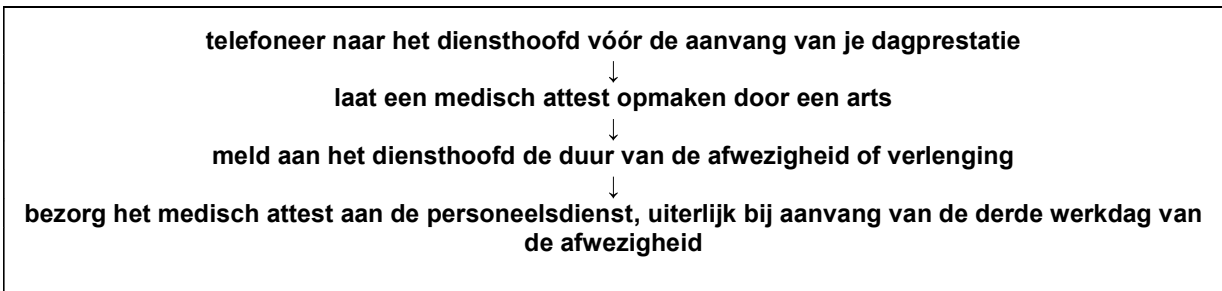 telefoneer naar het diensthoofd vóór de aanvang van je dagprestatie
↓
laat een medisch attest opmaken door een arts
↓
meld aan het diensthoofd de duur van de afwezigheid of verlenging
↓
bezorg het medisch attest aan de personeelsdienst, uiterlijk bij aanvang van de derde werkdag van
de afwezigheid